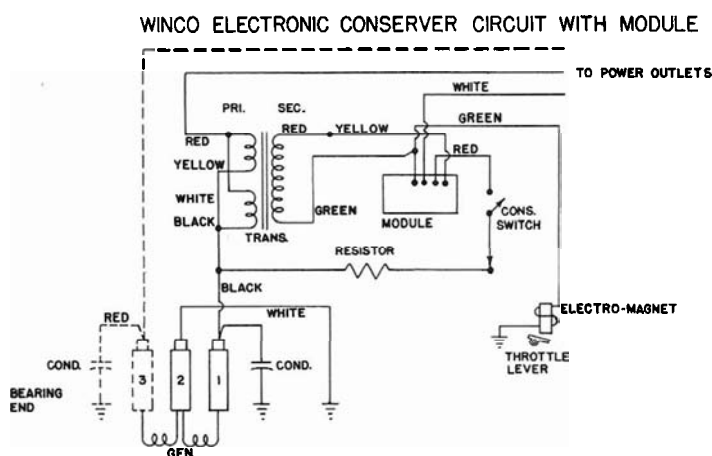 WINCO ELECTRONIC CONSERVER CIRCUIT WITH MODULE
TO POWER OUTLETS
WHITE
PRI.
SEC.
GREEN
RED
RED
YELLOW
RED
YELLOW
WHITE
GREEN
CONS.
SWITCH
BLACK
MODULE
TRANS.
RESISTOR
BLACK
WHITE
ELECTRO-MAGNET
RED
COND.
COND.
THROTTLE
LEVER
3
2
1
BEARING
END
GEN